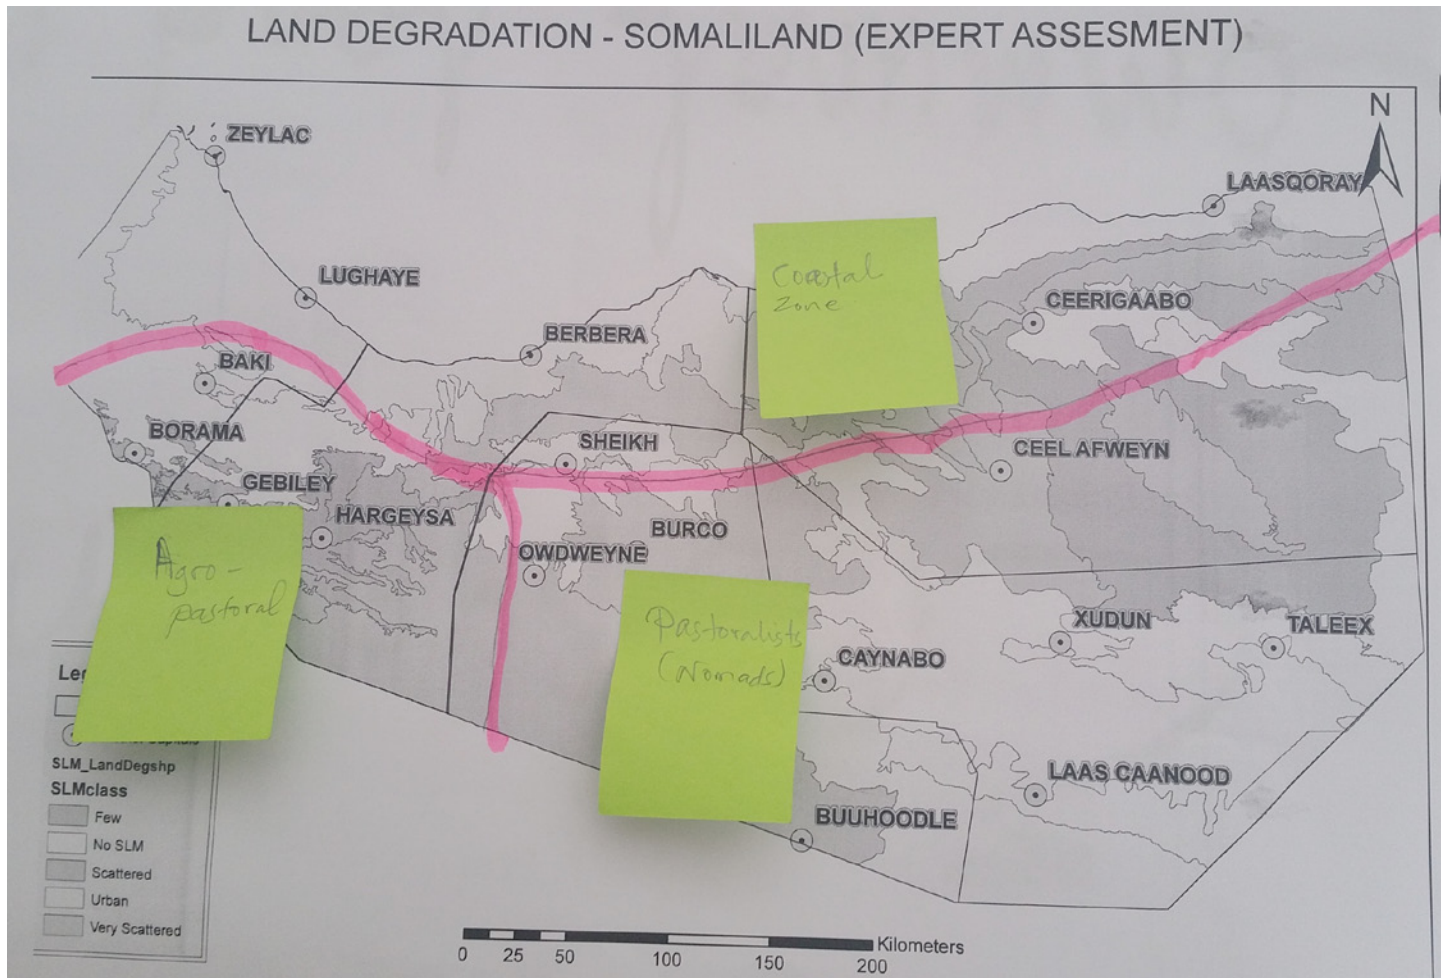 LAND DEGRADATION - SOMALILAND (EXPERT ASSESMENT)
N
ZEYLAC
LAASQORAY
LUGHAYE
Coastal
zone
CEERIGAABO
BERBERA
BAKI
BORAMA
SHEIKH
CEEL AFWEYN
GEBILEY
HARGEYSA
BURCO
OWDWEYNE
Agro-
pastoral
Pastoralists
(Nomads)
XUDUN
TALEEX
CAYNABO
LAAS CAANOOD
BUUHOODLE
SLM_LandDegshp
SLMclass
Few
No SLM
Scattered
Urban
Very Scattered
Kilometers
0 25 50 100 150 200